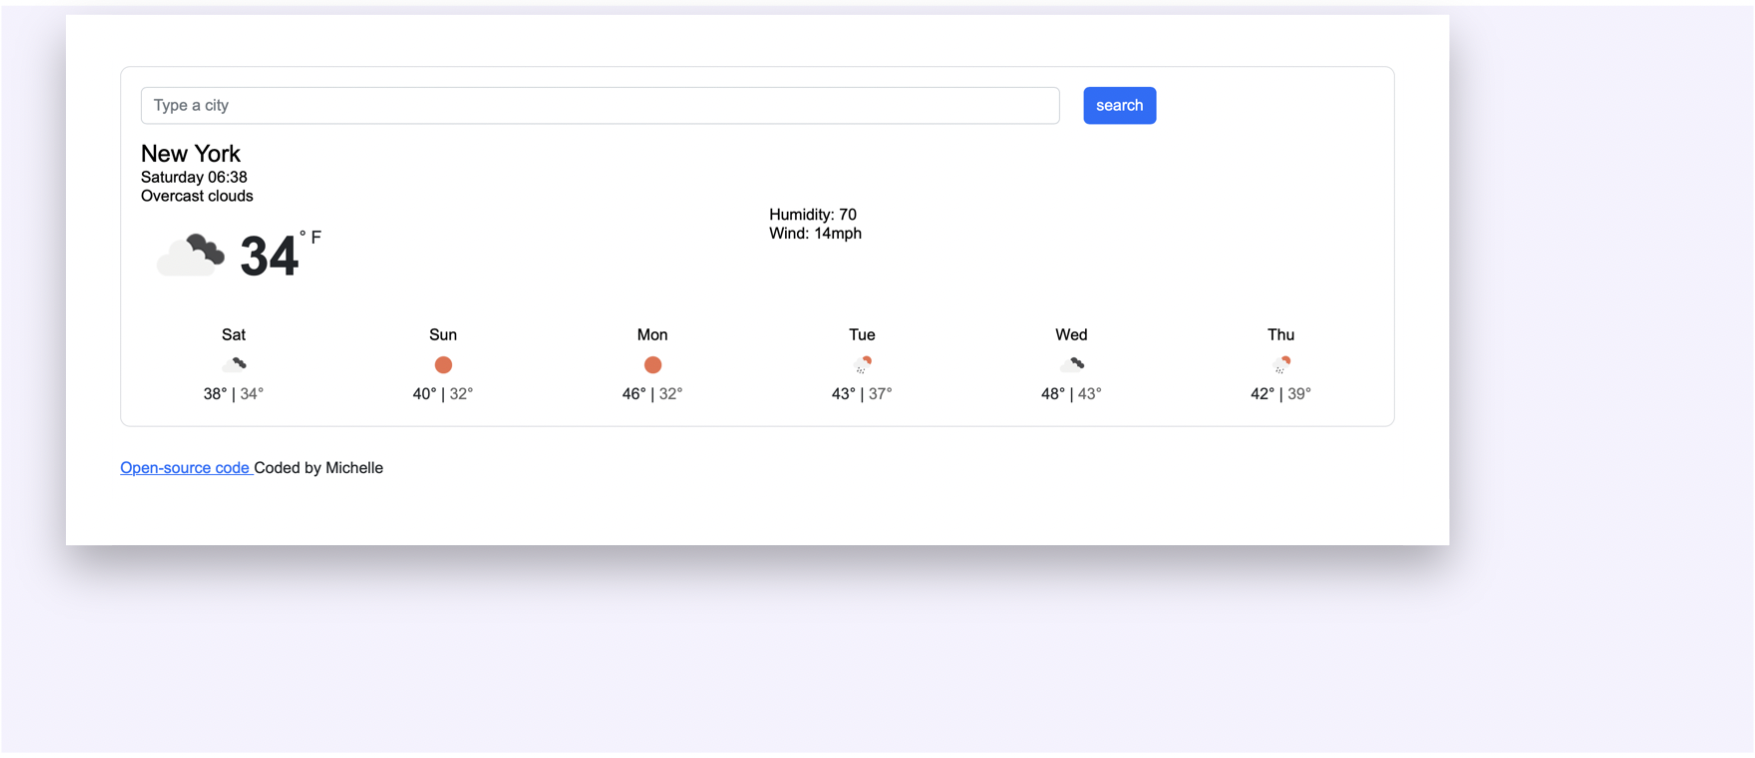 Type a city
search
New York
Saturday 06:38
Overcast clouds
Humidity: 70
Wind: 14mph
34° F
Sat Sun Mon Tue Wed Thu
38° | 34° 40° | 32° 46° | 32° 43° | 37° 48° | 43° 42° | 39°
Open-source code Coded by Michelle